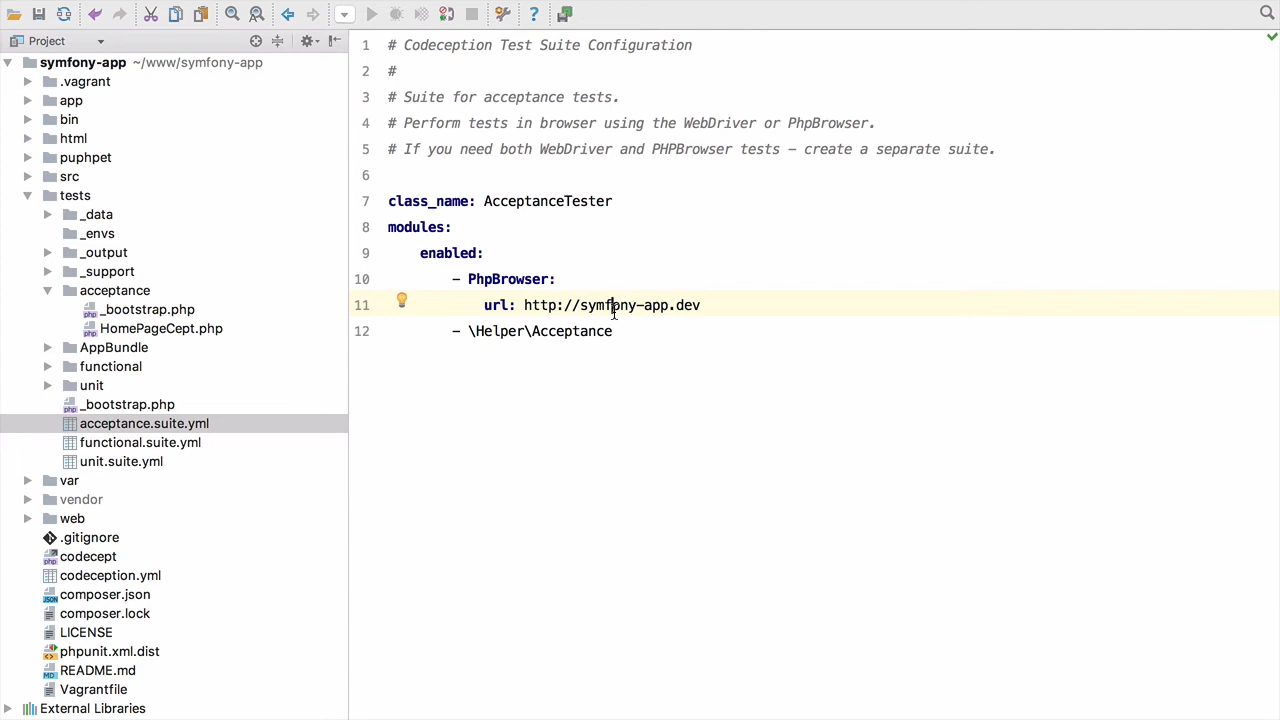 Project
symfony-app ~/www/symfony-app
.vagrant
app
bin
html
puphpet
src
tests
_data
_envs
_output
_support
acceptance
_bootstrap.php
HomePageCept.php
AppBundle
functional
unit
_bootstrap.php
acceptance.suite.yml
functional.suite.yml
unit.suite.yml
var
vendor
web
.gitignore
codecept
codeception.yml
composer.json
composer.lock
LICENSE
phpunit.xml.dist
README.md
Vagrantfile
External Libraries
1 # Codeception Test Suite Configuration
2 #
3 # Suite for acceptance tests.
4 # Perform tests in browser using the WebDriver or PhpBrowser.
5 # If you need both WebDriver and PHPBrowser tests - create a separate suite.
6
7 class_name: AcceptanceTester
8 modules:
9 enabled:
10 - PhpBrowser:
11 url: http://symfony-app.dev
12 - \Helper\Acceptance